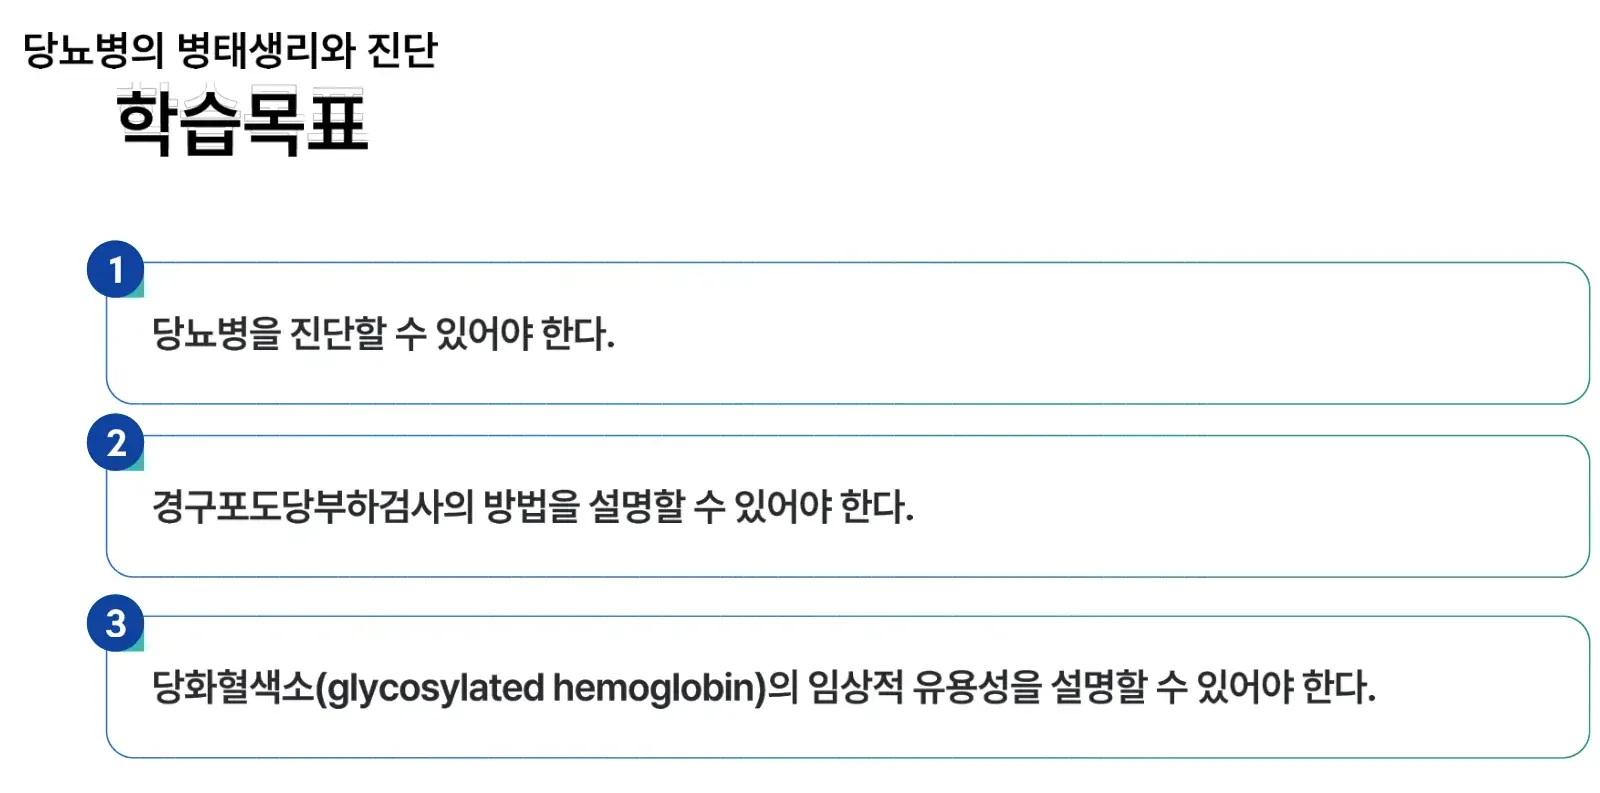 당뇨병의 병태생리와 진단
학습목표
1
당뇨병을 진단할 수 있어야 한다.
2
경구포도당부하검사의 방법을 설명할 수 있어야 한다.
3
당화혈색소(glycosylated hemoglobin)의 임상적 유용성을 설명할 수 있어야 한다.